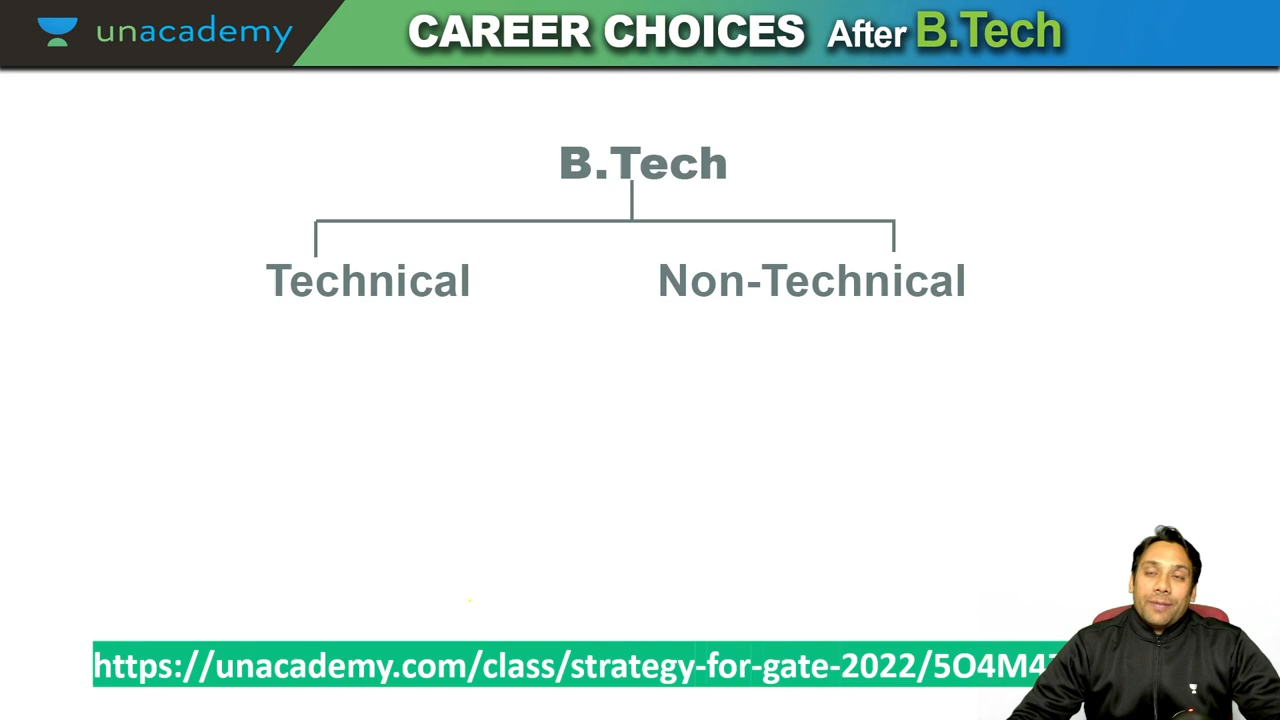 unacademy
CAREER CHOICES After B.Tech
B.Tech
Technical Non-Technical
https://unacademy.com/class/strategy-for-gate-2022/5O4M4